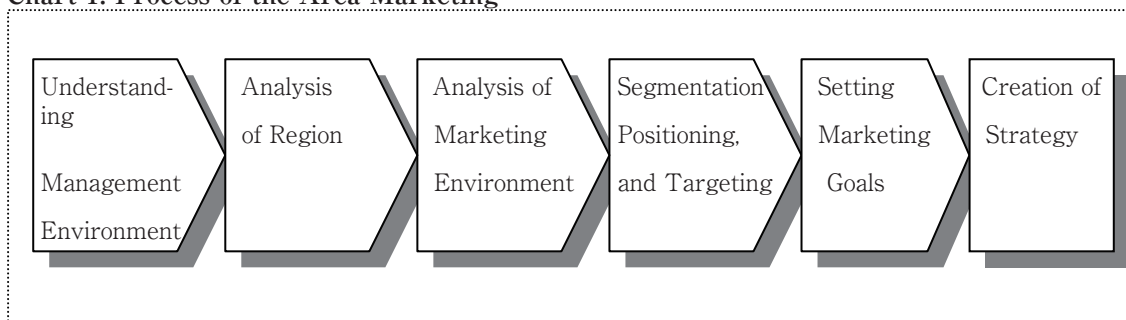 Chart 1. Process of the Area Marketing
Understand-
ing
Management
Environment
Analysis
of Region
Analysis of
Marketing
Environment
Segmentation
Positioning,
and Targeting
Setting
Marketing
Goals
Creation of
Strategy